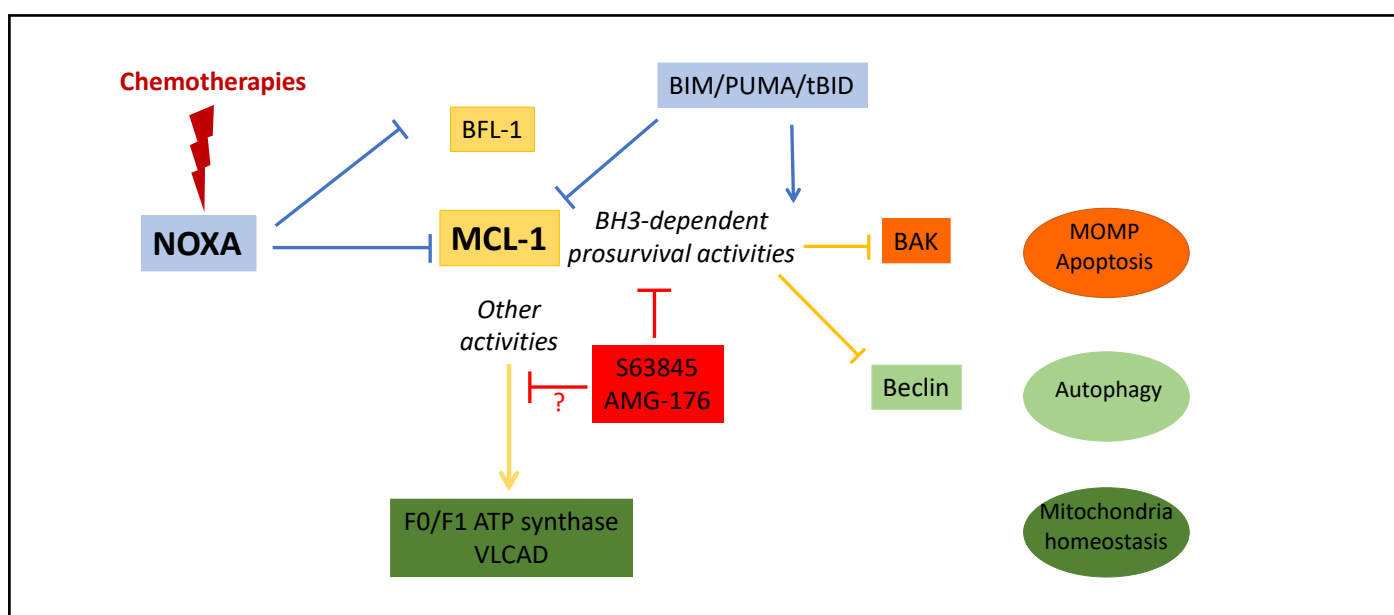 Chemotherapies
BIM/PUMA/tBID
BFL-1
NOXA
MCL-1
BH3-dependent
prosurvival activities
BAK
MOMP
Apoptosis
Other
activities
S63845
AMG-176
?
Beclin
Autophagy
F0/F1 ATP synthase
VLCAD
Mitochondria
homeostasis